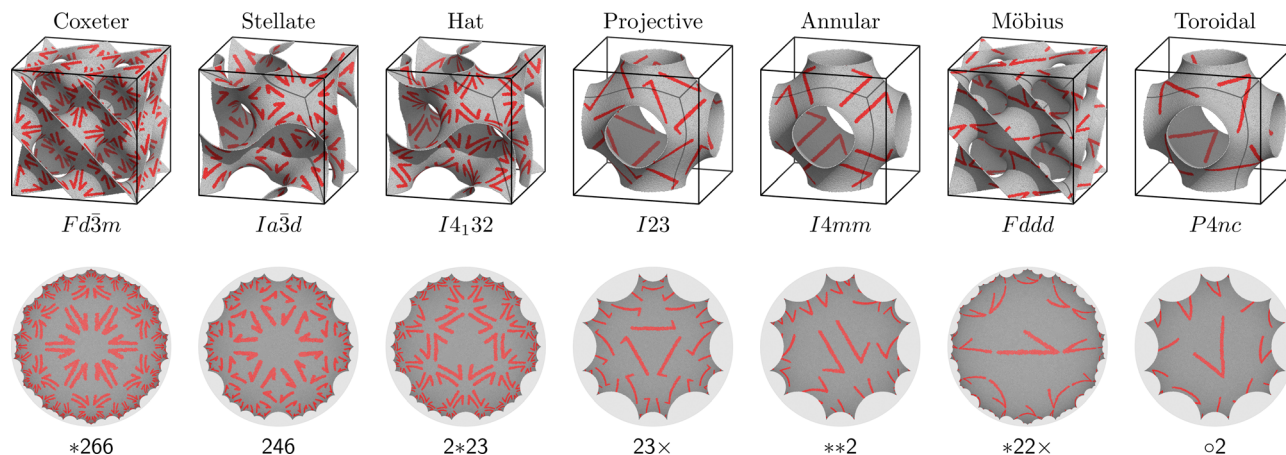 Coxeter Stellate Hat Projective Annular Möbius Toroidal
Fd3̄m Ia3̄d I4₁32 I23 I4mm Fddd P4nc
∗266 246 2∗23 23× ∗∗2 ∗22× ○2